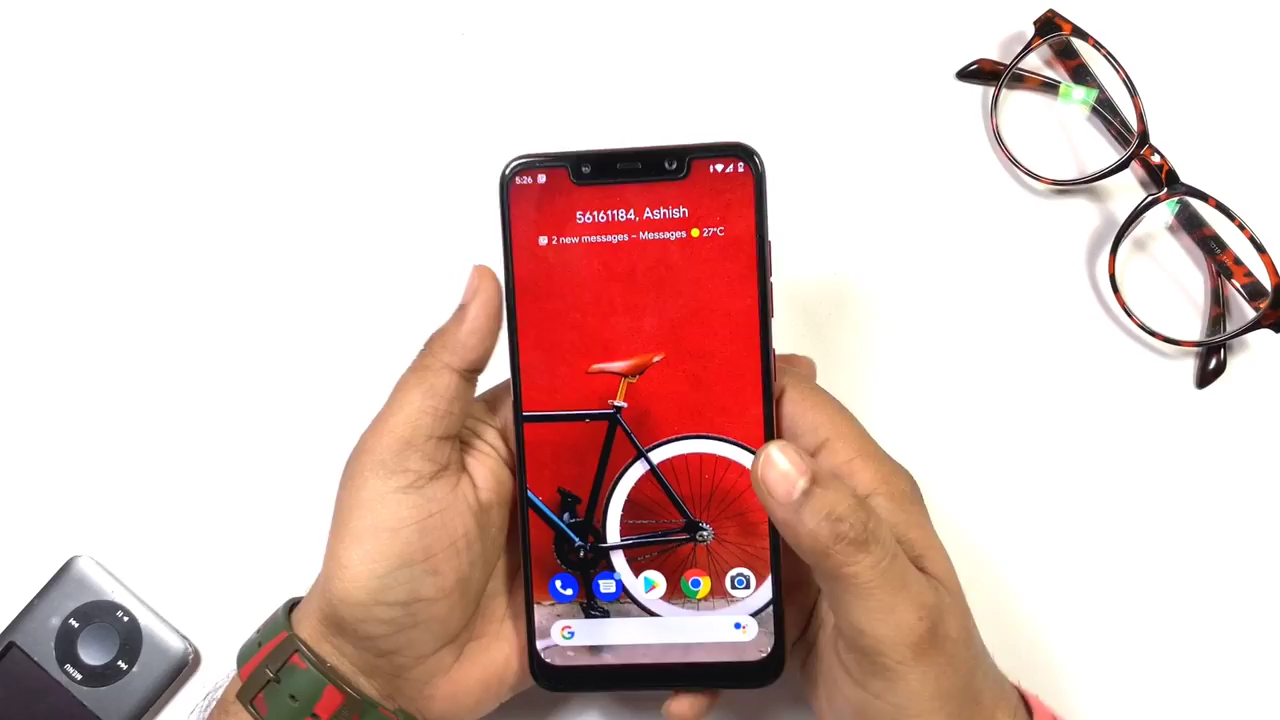 5:26
56161184, Ashish
2 new messages – Messages 27°C
G
MENU